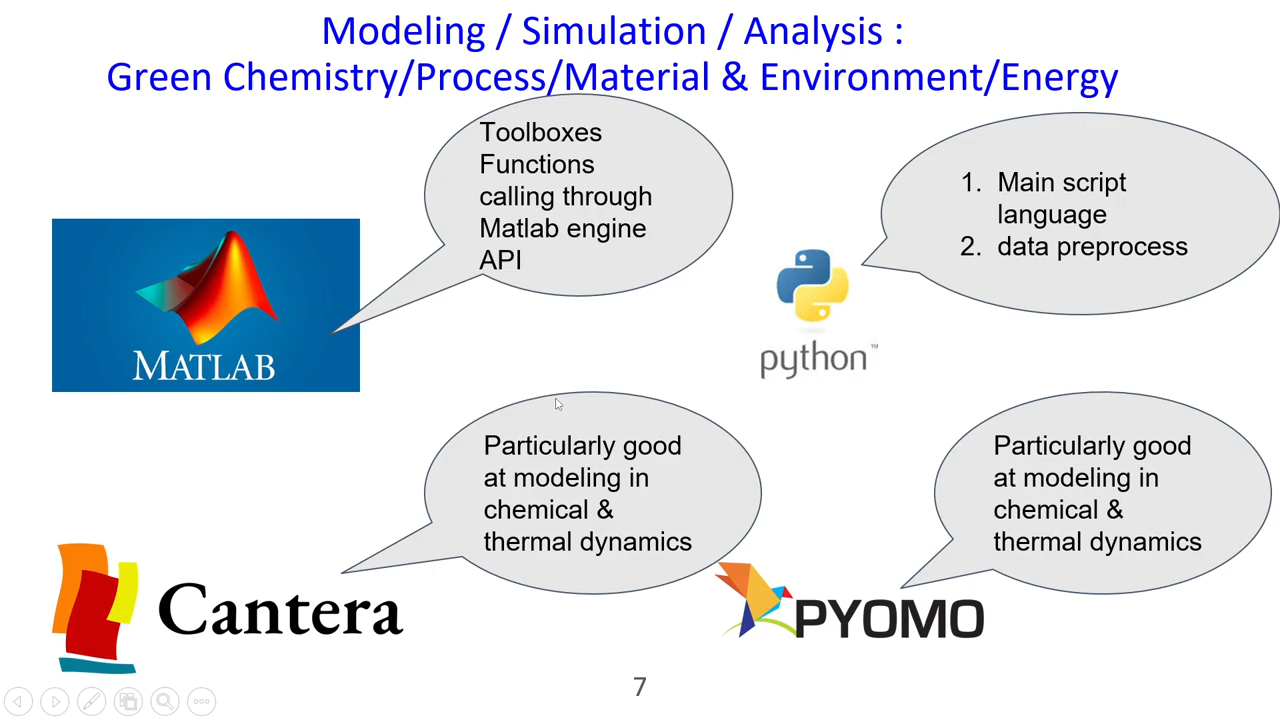 Modeling / Simulation / Analysis :
Green Chemistry/Process/Material & Environment/Energy
Toolboxes
Functions
calling through
Matlab engine
API
1. Main script
language
2. data preprocess
MATLAB
python™
Particularly good
at modeling in
chemical &
thermal dynamics
Particularly good
at modeling in
chemical &
thermal dynamics
Cantera
PYOMO
7